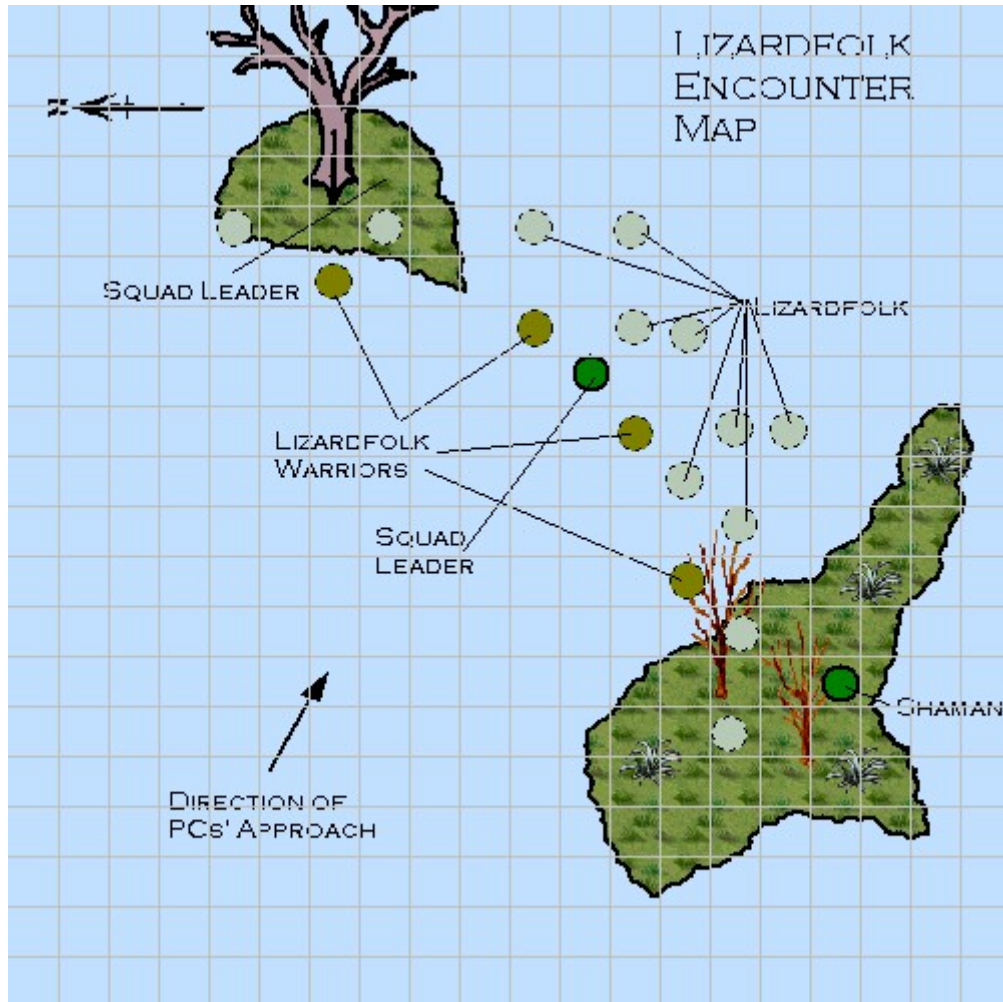 LIZARDFOLK
ENCOUNTER
MAP
N
SQUAD LEADER
LIZARDFOLK
LIZARDFOLK
WARRIORS
SQUAD
LEADER
SHAMAN
DIRECTION OF
PCS' APPROACH